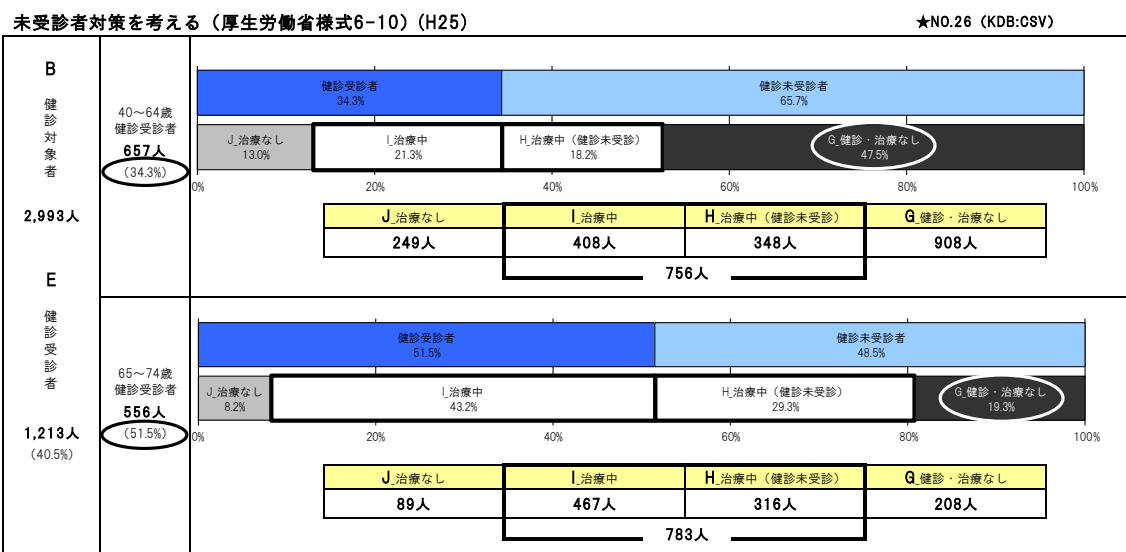 未受診者対策を考える（厚生労働省様式6-10）(H25)
★NO.26（KDB:CSV）
B
健診対象者
2,993人
E
健診受診者
1,213人
(40.5%)
40～64歳
健診受診者
657人
(34.3%)
健診受診者
34.3%
健診未受診者
65.7%
J_治療なし
13.0%
I_治療中
21.3%
H_治療中（健診未受診）
18.2%
G_健診・治療なし
47.5%
0% 20% 40% 60% 80% 100%
J_治療なし I_治療中 H_治療中（健診未受診） G_健診・治療なし
249人 408人 348人 908人
756人
65～74歳
健診受診者
556人
(51.5%)
健診受診者
51.5%
健診未受診者
48.5%
J_治療なし
8.2%
I_治療中
43.2%
H_治療中（健診未受診）
29.3%
G_健診・治療なし
19.3%
0% 20% 40% 60% 80% 100%
J_治療なし I_治療中 H_治療中（健診未受診） G_健診・治療なし
89人 467人 316人 208人
783人